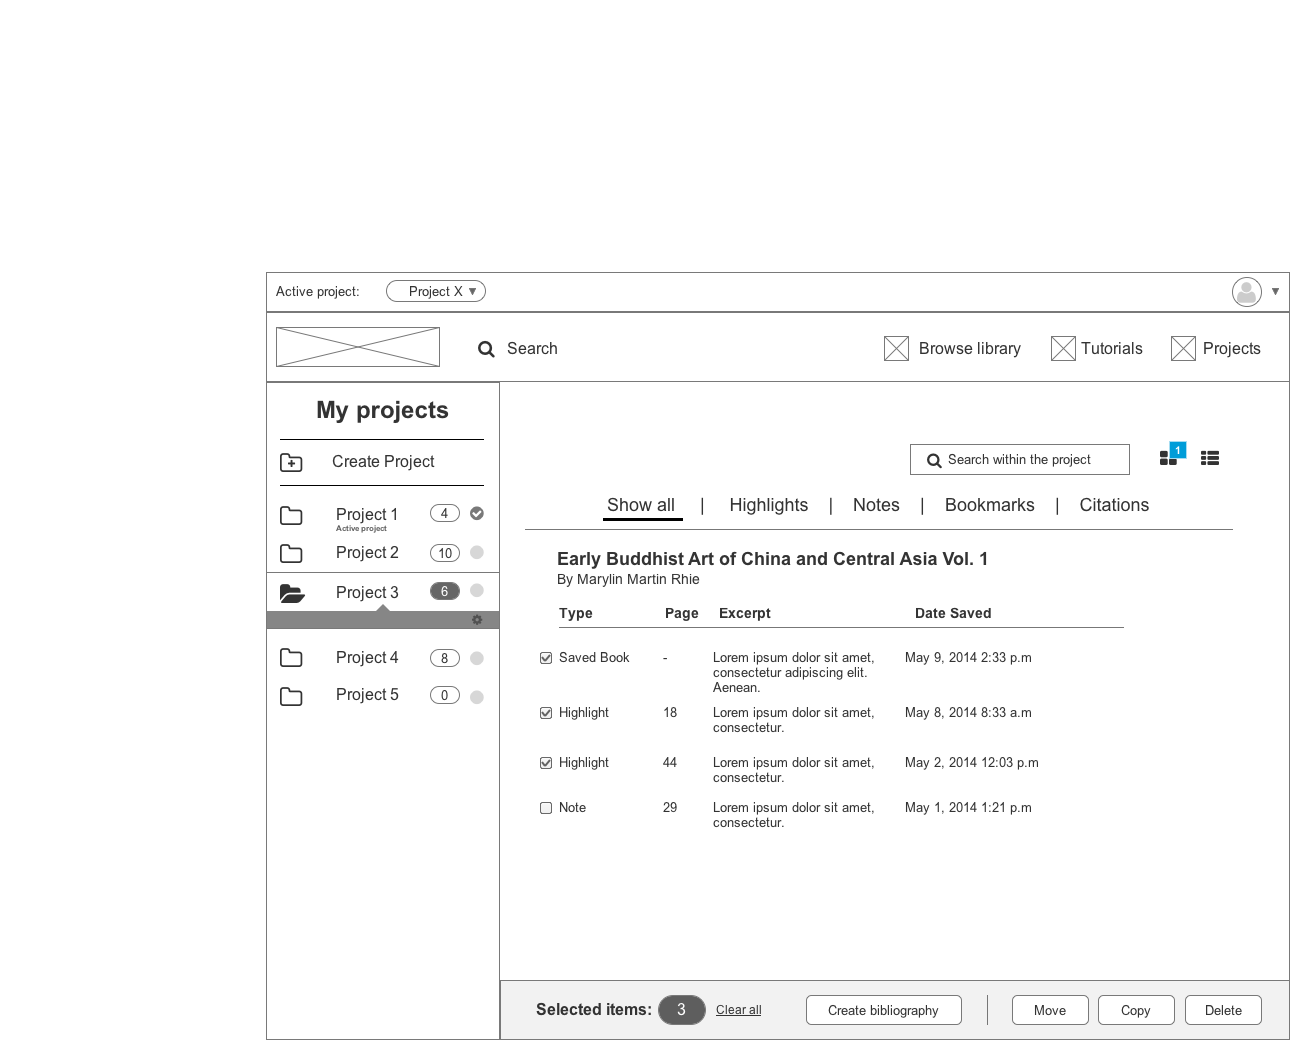 Active project:
Project X
Search
Browse library
Tutorials
Projects
My projects
Create Project
Project 1
4
Active project
Project 2
10
Project 3
6
Project 4
8
Project 5
0
Search within the project
1
Show all | Highlights | Notes | Bookmarks | Citations
Early Buddhist Art of China and Central Asia Vol. 1
By Marylin Martin Rhie
Type Page Excerpt Date Saved
Saved Book - Lorem ipsum dolor sit amet, May 9, 2014 2:33 p.m
consectetur adipiscing elit.
Aenean.
Highlight 18 Lorem ipsum dolor sit amet, May 8, 2014 8:33 a.m
consectetur.
Highlight 44 Lorem ipsum dolor sit amet, May 2, 2014 12:03 p.m
consectetur.
Note 29 Lorem ipsum dolor sit amet, May 1, 2014 1:21 p.m
consectetur.
Selected items: 3 Clear all
Create bibliography
Move
Copy
Delete